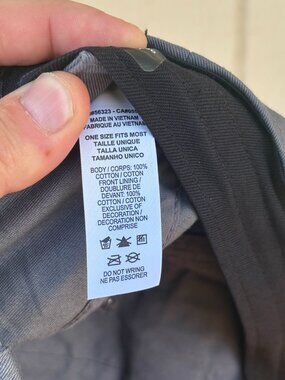 MADE IN VIETNAM
FABRIQUE AU VIETNAM
ONE SIZE FITS MOST
TAILLE UNIQUE
TALLA UNICA
TAMANHO UNICO
BODY / CORPS: 100%
COTTON / COTON
FRONT LINING /
DOUBLURE DE
DEVANT: 100%
COTTON / COTON
EXCLUSIVE OF
DECORATION /
DECORATION NON
COMPRISE
DO NOT WRING
NE PAS ESSORER